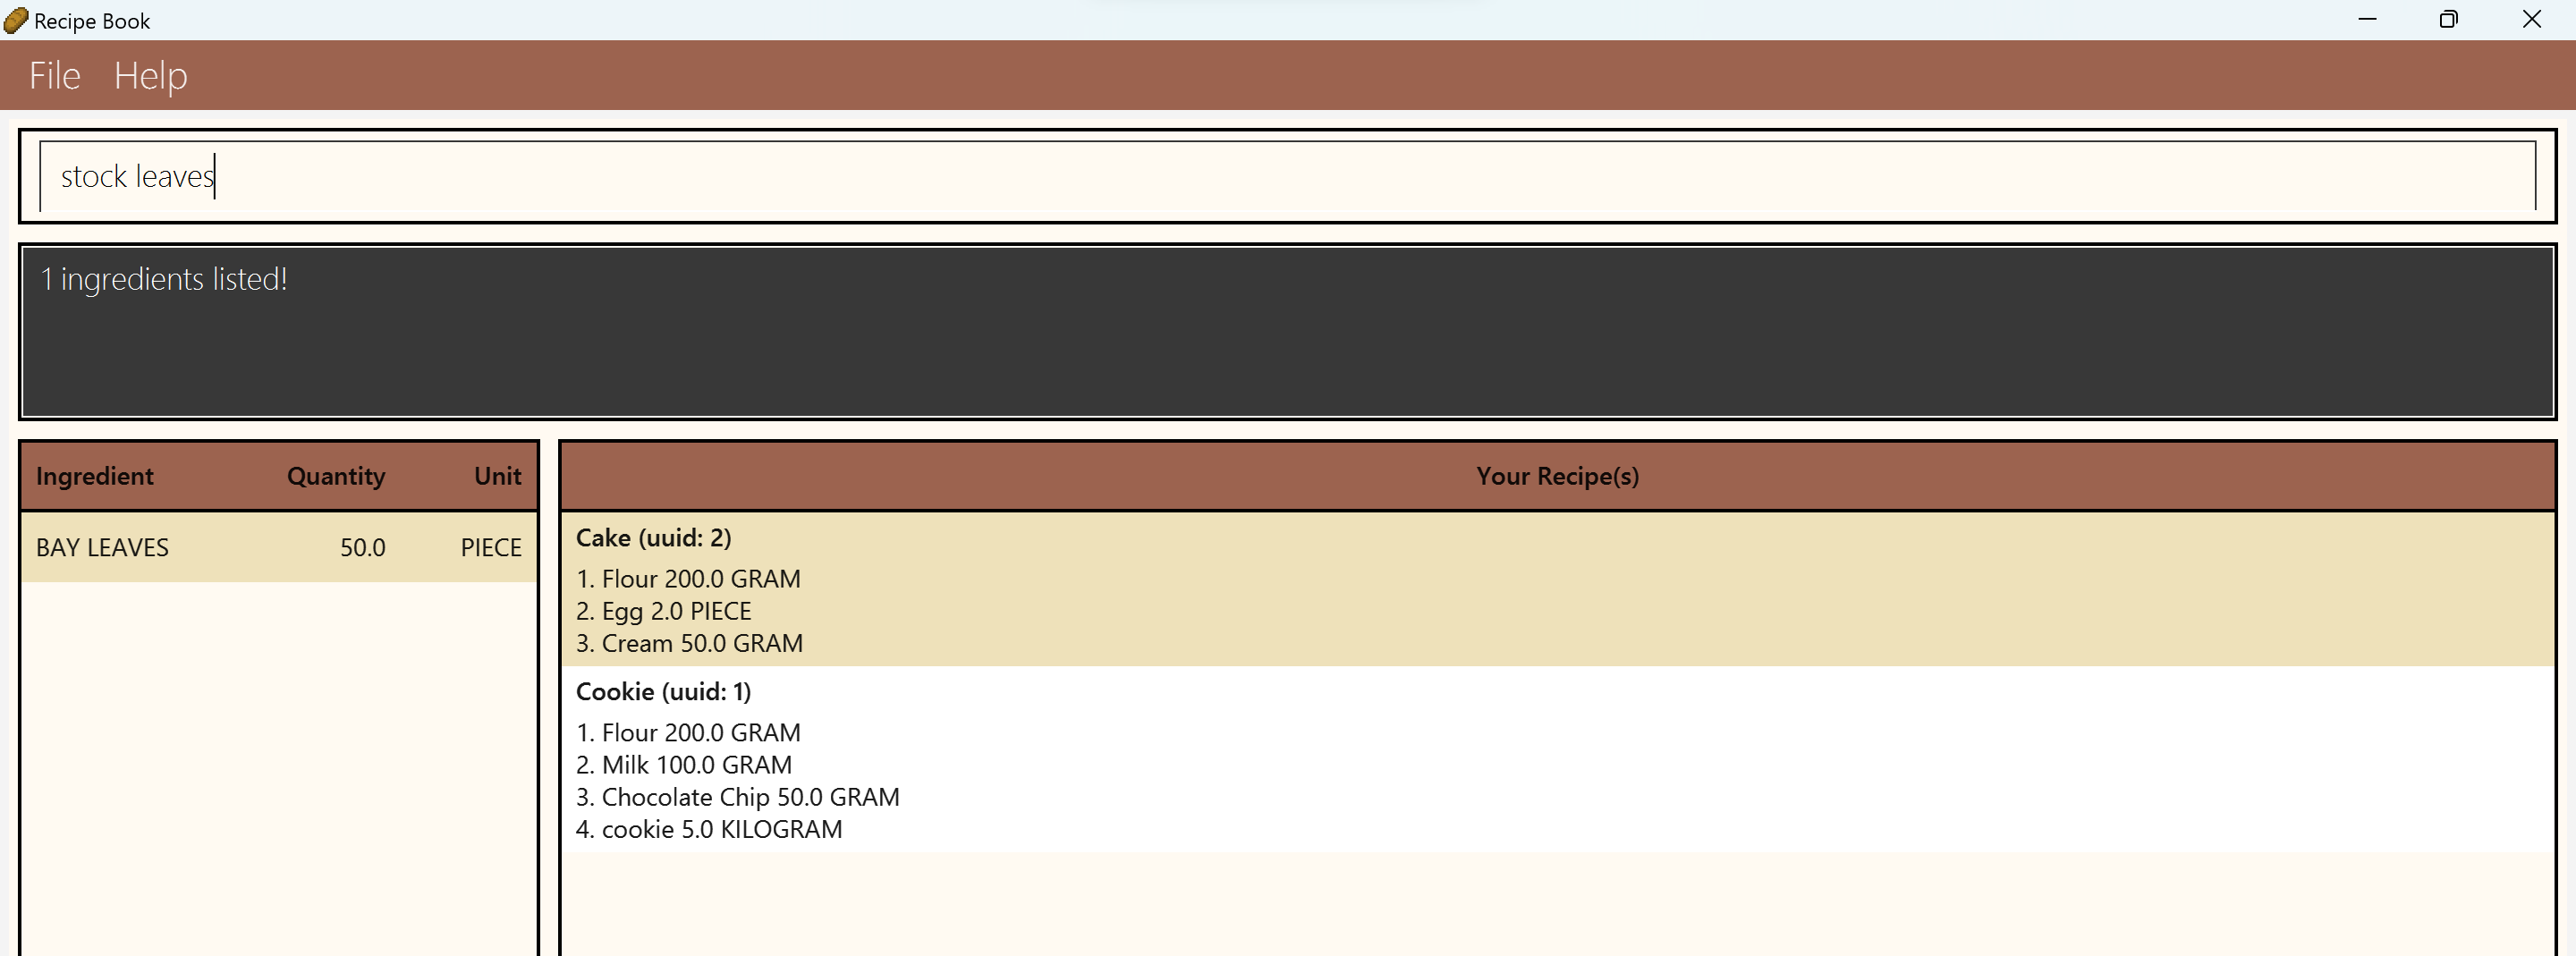 Recipe Book
File Help
stock leaves
1 ingredients listed!
Ingredient Quantity Unit
BAY LEAVES 50.0 PIECE
Your Recipe(s)
Cake (uuid: 2)
1. Flour 200.0 GRAM
2. Egg 2.0 PIECE
3. Cream 50.0 GRAM
Cookie (uuid: 1)
1. Flour 200.0 GRAM
2. Milk 100.0 GRAM
3. Chocolate Chip 50.0 GRAM
4. cookie 5.0 KILOGRAM